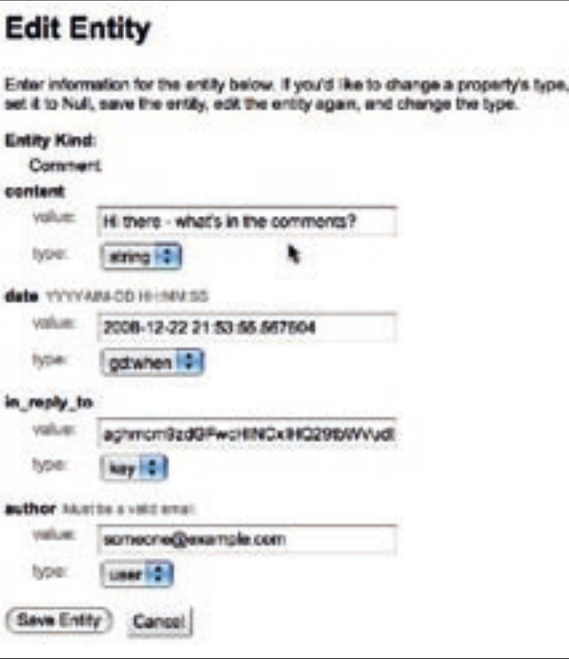 Edit Entity
Enter information for the entity below. If you'd like to change a property's type,
set it to Null, save the entity, edit the entity again, and change the type.
Entity Kind:
Comment
content
value: Hi there - what's in the comments?
type: string
date YYYY-MM-DD HH:MM:SS
value: 2008-12-22 21:53:55.567604
type: gd:when
in_reply_to
value:
type: key
author Must be a valid email.
value: someone@example.com
type: user
Save Entity Cancel